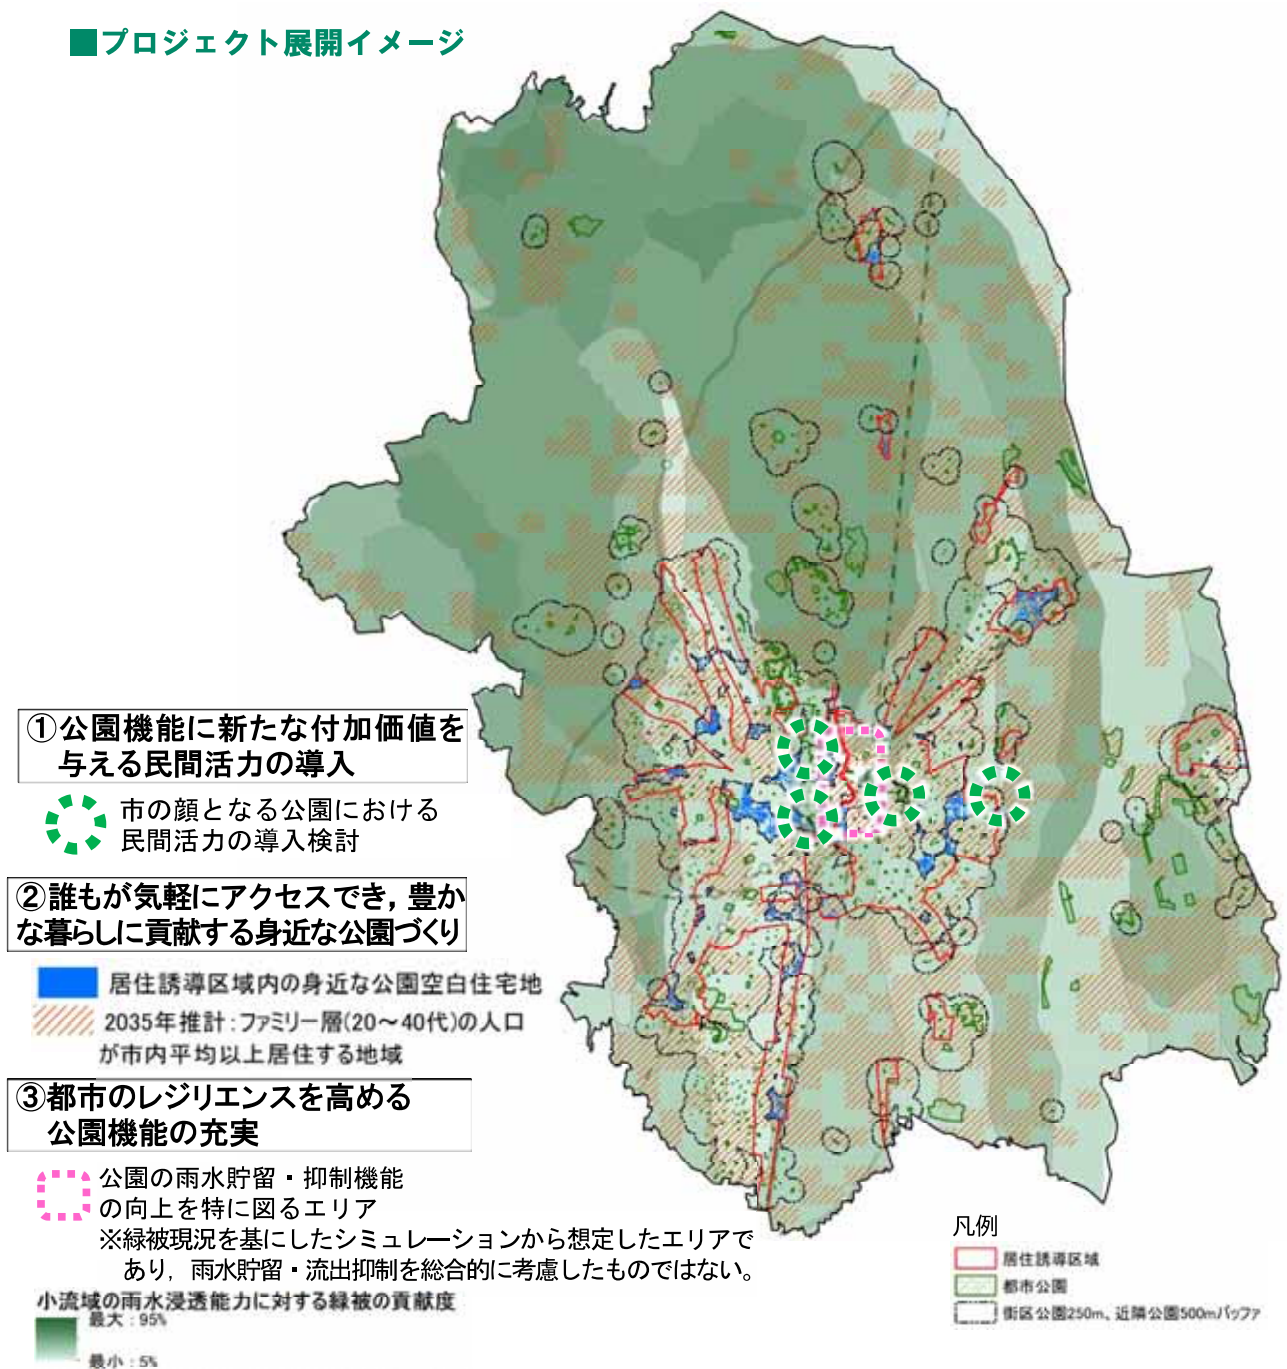 ■プロジェクト展開イメージ
①公園機能に新たな付加価値を
与える民間活力の導入
市の顔となる公園における
民間活力の導入検討
②誰もが気軽にアクセスでき，豊か
な暮らしに貢献する身近な公園づくり
居住誘導区域内の身近な公園空白住宅地
2035年推計：ファミリー層(20～40代)の人口
が市内平均以上居住する地域
③都市のレジリエンスを高める
公園機能の充実
公園の雨水貯留・抑制機能
の向上を特に図るエリア
※緑被現況を基にしたシミュレーションから想定したエリアで
あり，雨水貯留・流出抑制を総合的に考慮したものではない。
小流域の雨水浸透能力に対する緑被の貢献度
最大：95%
最小：5%
凡例
居住誘導区域
都市公園
街区公園250m、近隣公園500mバッファ